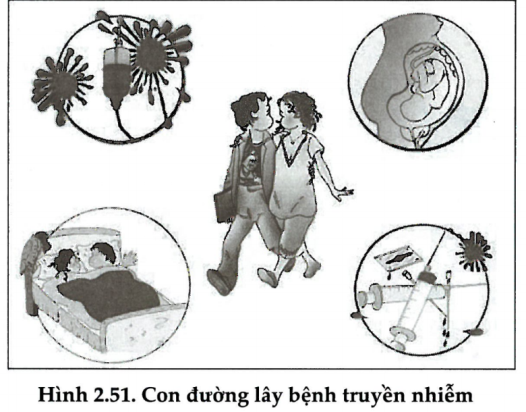 Hình 2.51. Con đường lây bệnh truyền nhiễm